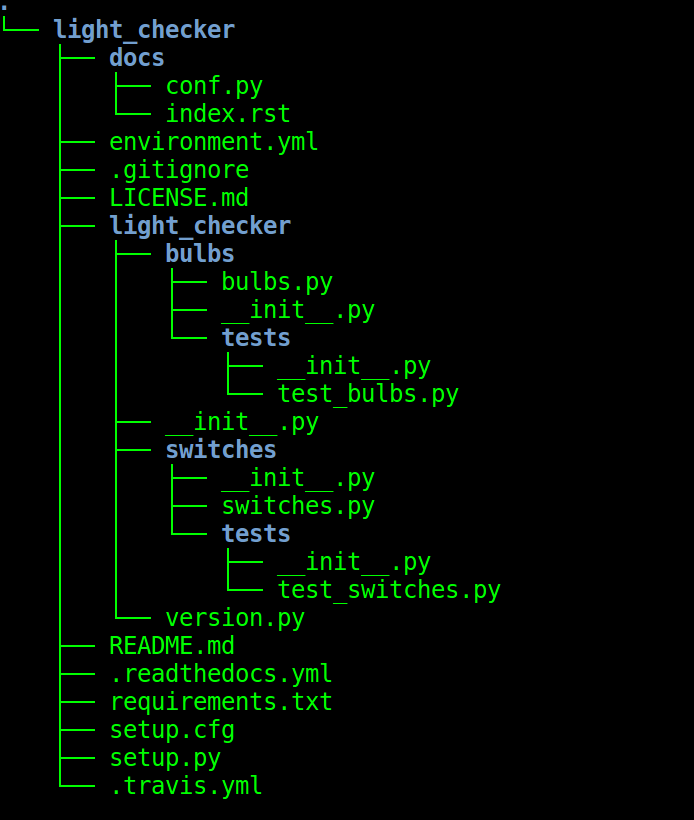 .
└── light_checker
    ├── docs
    │   ├── conf.py
    │   └── index.rst
    ├── environment.yml
    ├── .gitignore
    ├── LICENSE.md
    ├── light_checker
    │   ├── bulbs
    │   │   ├── bulbs.py
    │   │   ├── __init__.py
    │   │   └── tests
    │   │       ├── __init__.py
    │   │       └── test_bulbs.py
    │   ├── __init__.py
    │   ├── switches
    │   │   ├── __init__.py
    │   │   ├── switches.py
    │   │   └── tests
    │   │       ├── __init__.py
    │   │       └── test_switches.py
    │   └── version.py
    ├── README.md
    ├── .readthedocs.yml
    ├── requirements.txt
    ├── setup.cfg
    ├── setup.py
    └── .travis.yml